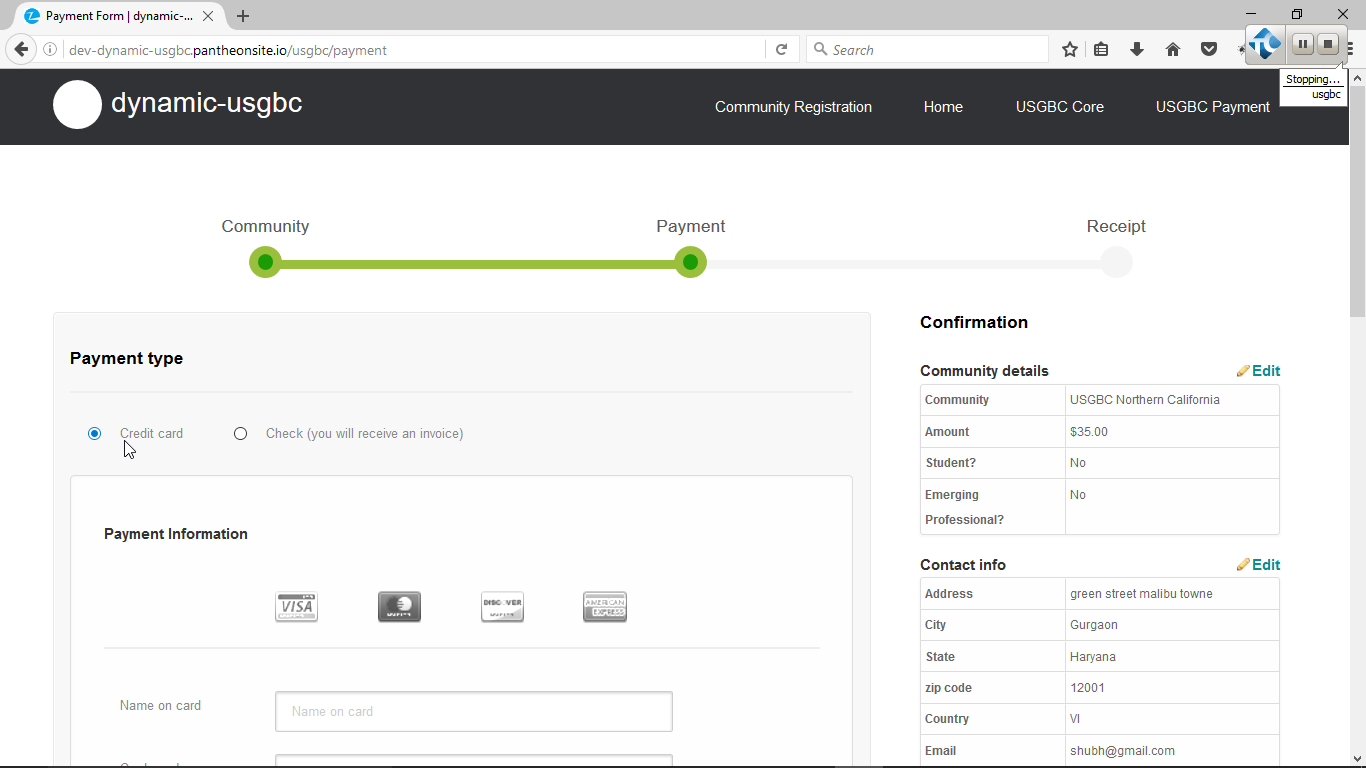 Payment Form | dynamic-...
dev-dynamic-usgbc.pantheonsite.io/usgbc/payment
Search
Stopping...
usgbc
dynamic-usgbc
Community Registration
Home
USGBC Core
USGBC Payment
Community
Payment
Receipt
Payment type
Credit card
Check (you will receive an invoice)
Payment Information
VISA
DISCOVER
AMERICAN
EXPRESS
Name on card
Name on card
Confirmation
Community details
Edit
Community USGBC Northern California
Amount $35.00
Student? No
Emerging No
Professional?
Contact info
Edit
Address green street malibu towne
City Gurgaon
State Haryana
zip code 12001
Country VI
Email shubh@gmail.com